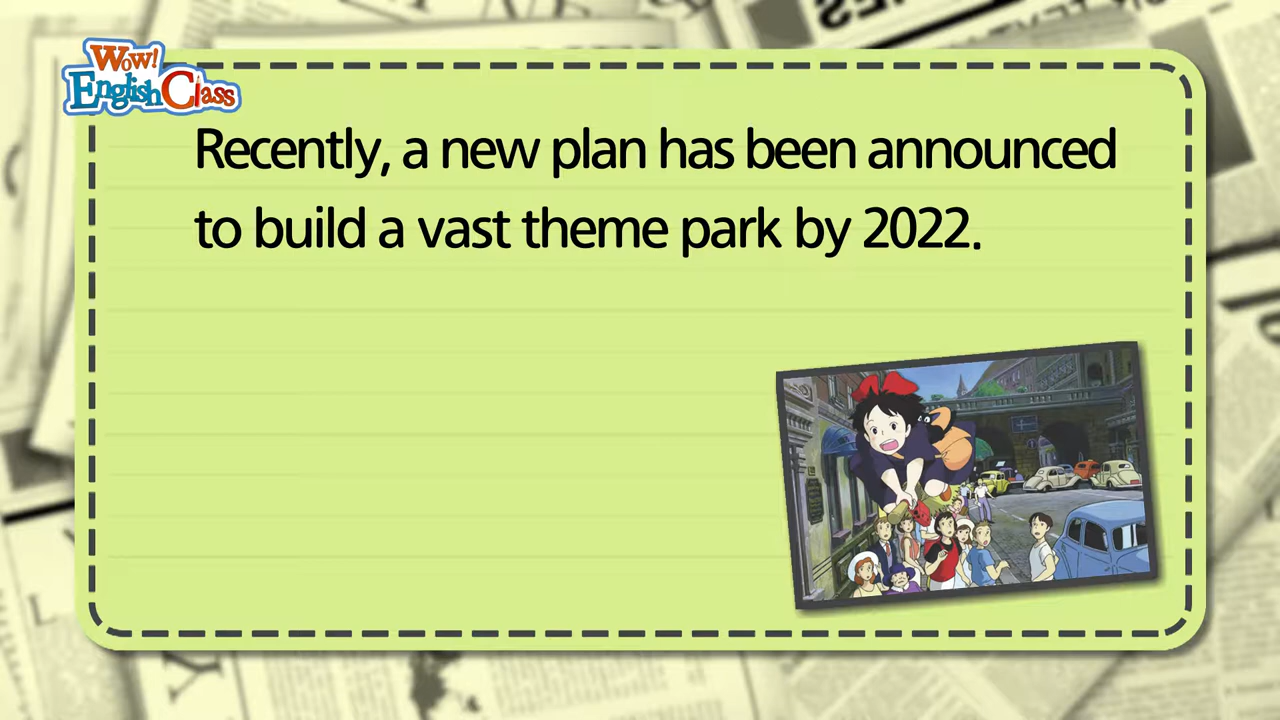 Wow!
English Class
Recently, a new plan has been announced
to build a vast theme park by 2022.